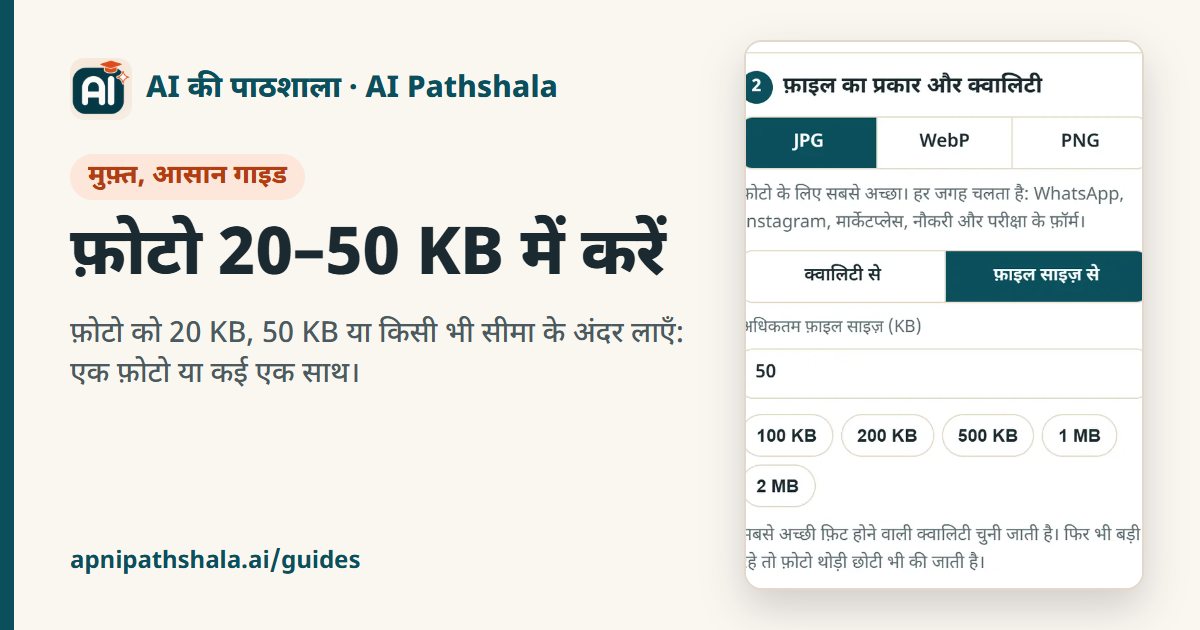 AI
AI की पाठशाला · AI Pathshala
मुफ़्त, आसान गाइड
फ़ोटो 20–50 KB में करें
फ़ोटो को 20 KB, 50 KB या किसी भी सीमा के अंदर लाएँ:
एक फ़ोटो या कई एक साथ।
apnipathshala.ai/guides
2 फ़ाइल का प्रकार और क्वालिटी
JPG WebP PNG
के लिए सबसे अच्छा। हर जगह चलता है: WhatsApp,
nstagram, मार्केटप्लेस, नौकरी और परीक्षा के फ़ॉर्म।
क्वालिटी से फ़ाइल साइज़ से
फ़ाइल साइज़ (KB)
50
100 KB 200 KB 500 KB 1 MB
2 MB
अच्छी फ़िट होने वाली क्वालिटी चुनी जाती है। फिर भी बड़ी
तो फ़ोटो थोड़ी छोटी भी की जाती है।